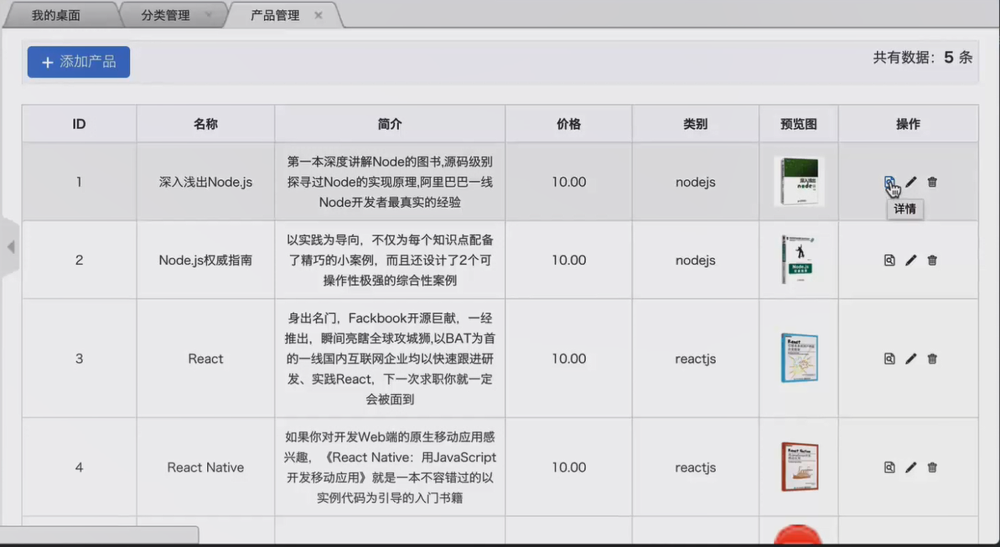 我的桌面
分类管理
产品管理
+ 添加产品
共有数据：5 条
ID
名称
简介
价格
类别
预览图
操作
1
深入浅出Node.js
第一本深度讲解Node的图书,源码级别
探寻过Node的实现原理,阿里巴巴一线
Node开发者最真实的经验
10.00
nodejs
深入浅出
node
详情
2
Node.js权威指南
以实践为导向，不仅为每个知识点配备
了精巧的小案例，而且还设计了2个可
操作性极强的综合性案例
10.00
nodejs
Node.js
3
React
身出名门，Fackbook开源巨献，一经
推出，瞬间亮瞎全球攻城狮,以BAT为首
的一线国内互联网企业均以快速跟进研
发、实践React，下一次求职你就一定
会被面到
10.00
reactjs
React
4
React Native
如果你对开发Web端的原生移动应用感
兴趣，《React Native：用JavaScript
开发移动应用》就是一本不容错过的以
实例代码为引导的入门书籍
10.00
reactjs
React Native